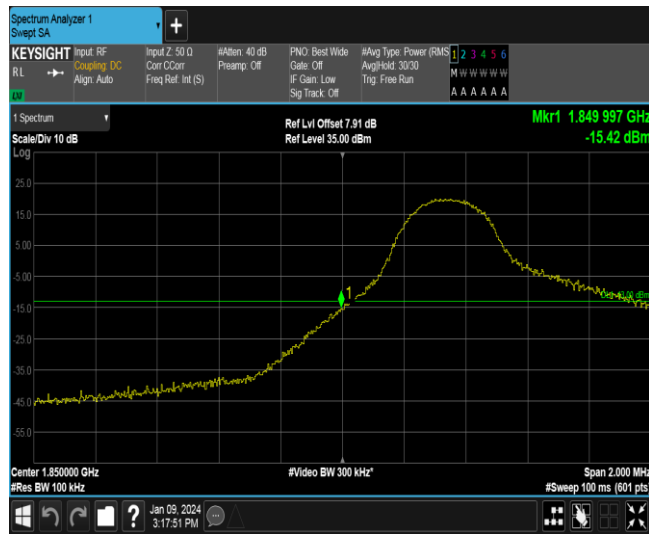 Spectrum Analyzer 1
Swept SA
KEYSIGHT
RL
Input: RF
Coupling: DC
Align: Auto
Input Z: 50 Ω
Corr CCorr
Freq Ref: Int (S)
#Atten: 40 dB
Preamp: Off
PNO: Best Wide
Gate: Off
IF Gain: Low
Sig Track: Off
#Avg Type: Power (RMS
Avg|Hold: 30/30
Trig: Free Run
1 2 3 4 5 6
M W W W W W
A A A A A A
1 Spectrum
Scale/Div 10 dB
Log
Ref Lvl Offset 7.91 dB
Ref Level 35.00 dBm
Mkr1 1.849 997 GHz
-15.42 dBm
25.0
15.0
5.00
-5.00
-15.0
-25.0
-35.0
-45.0
-55.0
1
Center 1.850000 GHz
#Res BW 100 kHz
#Video BW 300 kHz*
Span 2.000 MHz
#Sweep 100 ms (601 pts)
Jan 09, 2024
3:17:51 PM
?